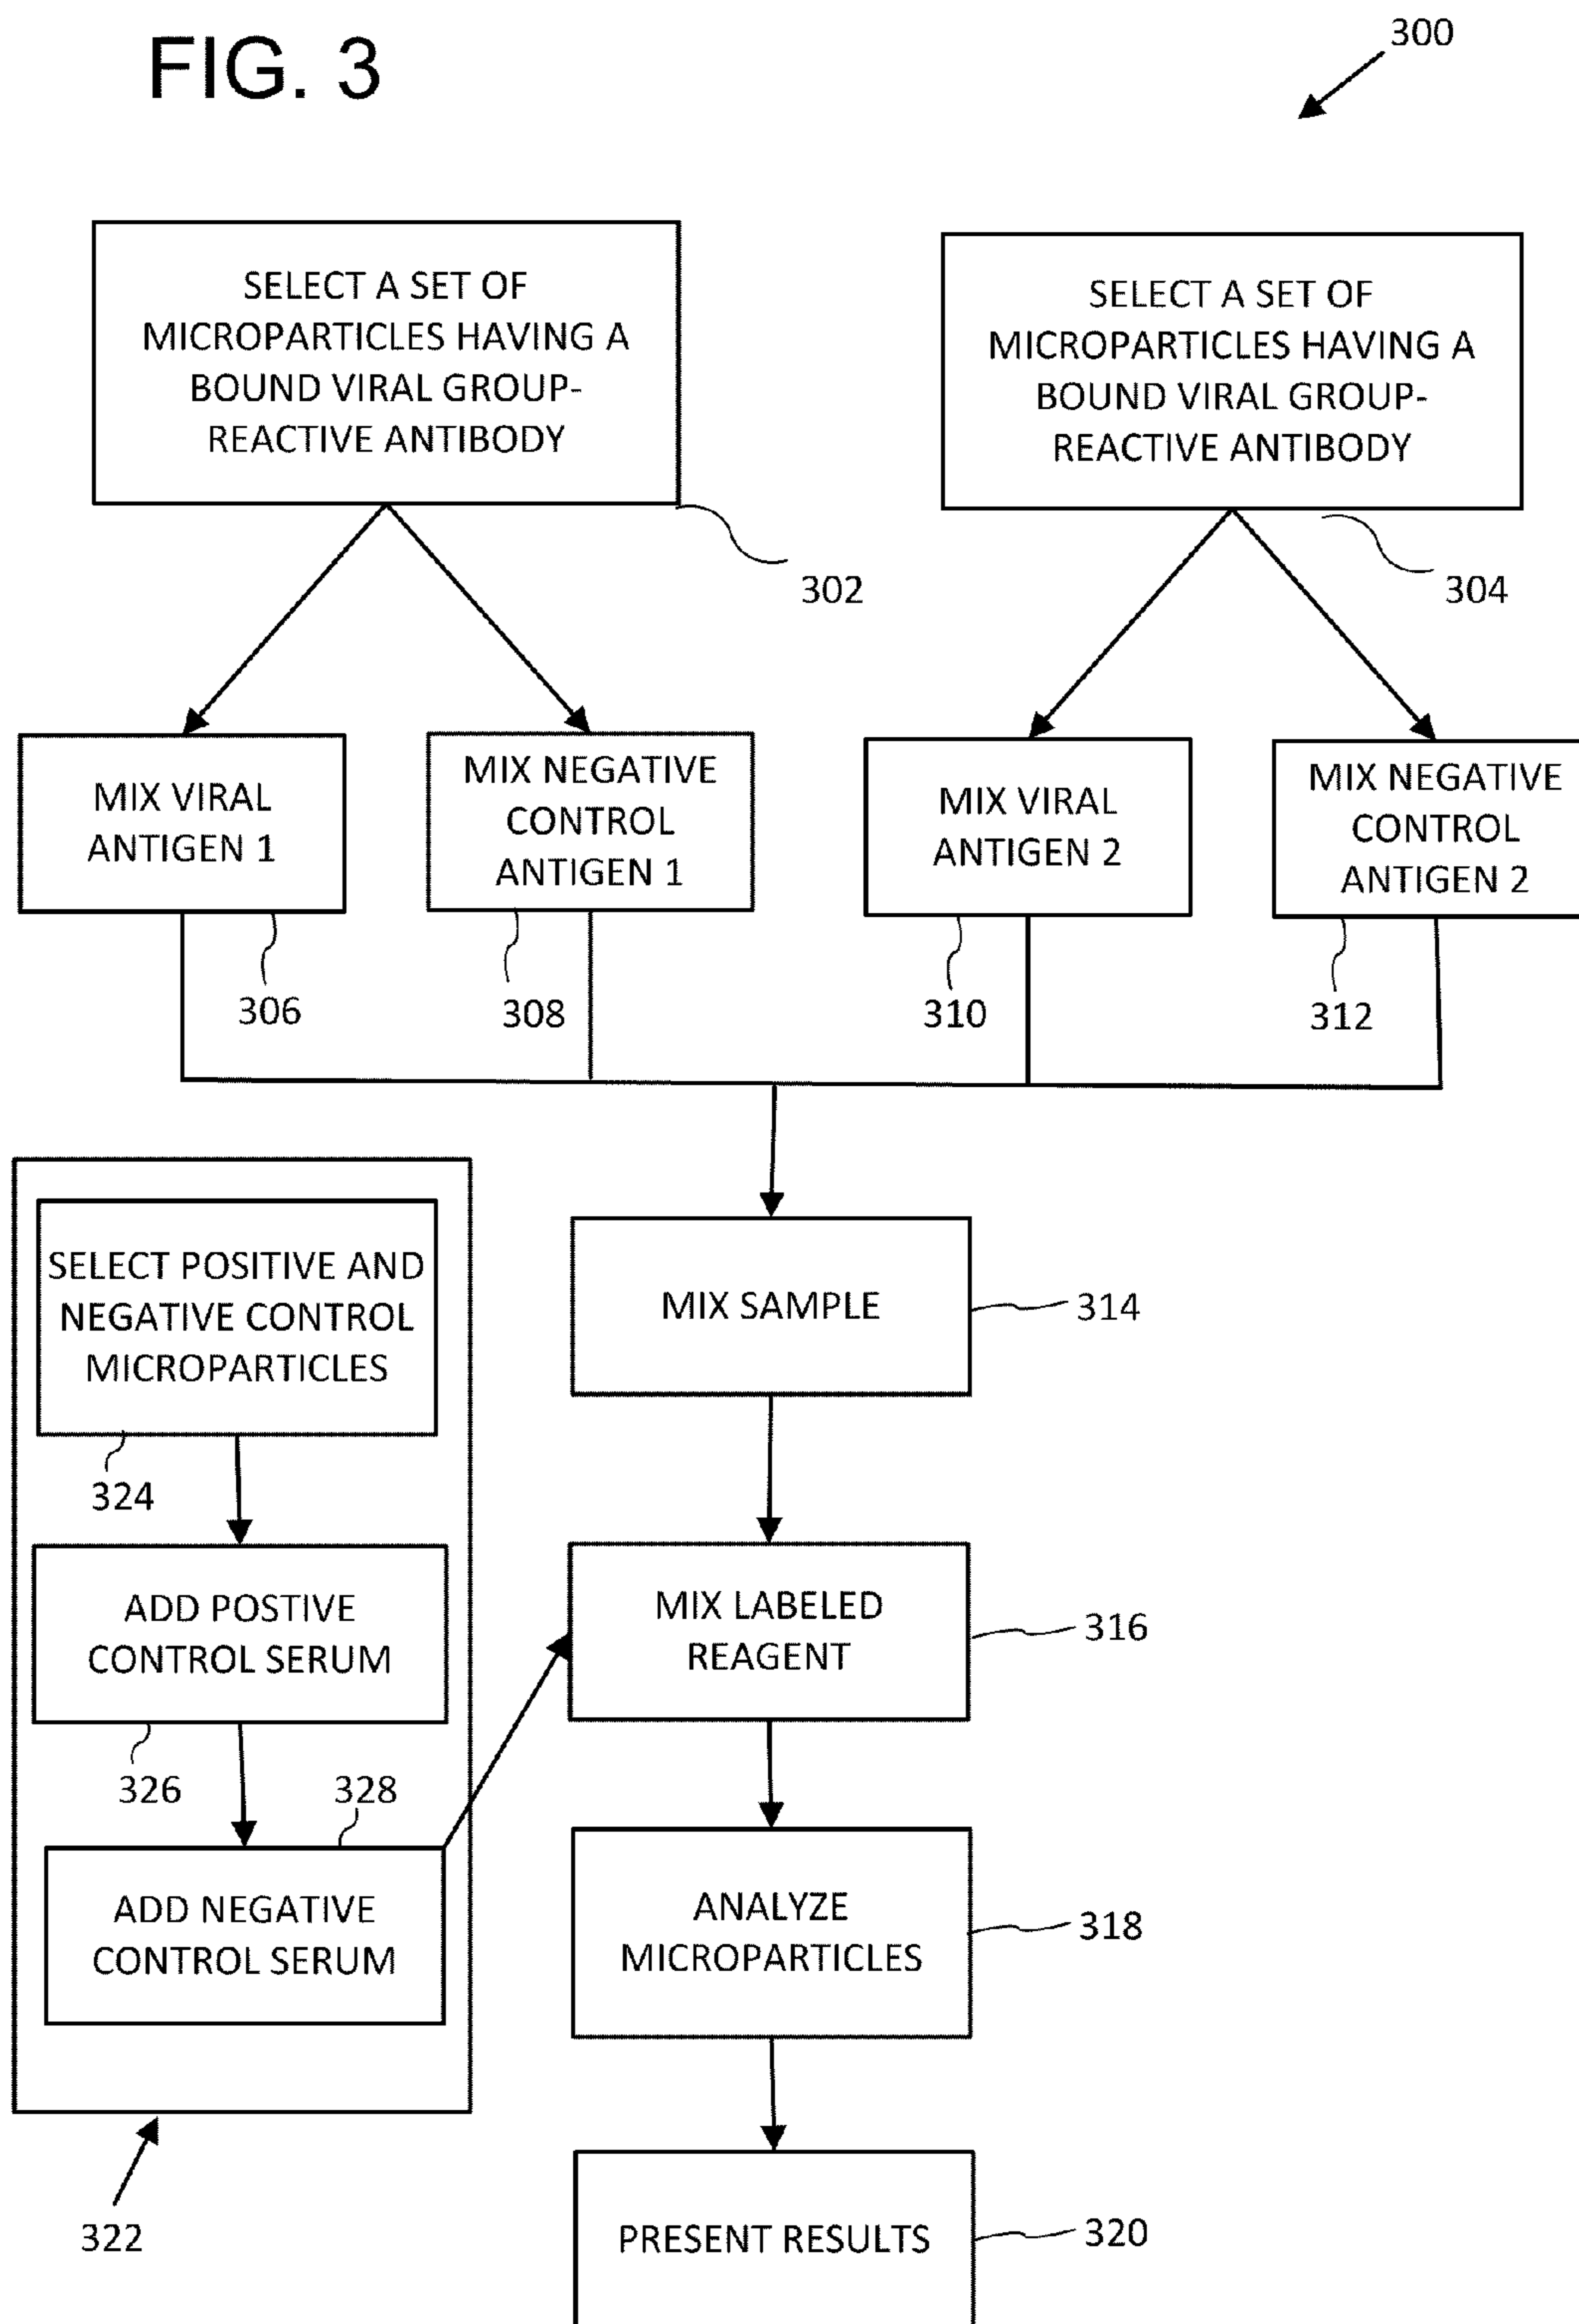 FIG. 3
300
SELECT A SET OF
MICROPARTICLES HAVING A
BOUND VIRAL GROUP-
REACTIVE ANTIBODY
302
SELECT A SET OF
MICROPARTICLES HAVING A
BOUND VIRAL GROUP-
REACTIVE ANTIBODY
304
MIX VIRAL
ANTIGEN 1
306
MIX NEGATIVE
CONTROL
ANTIGEN 1
308
MIX VIRAL
ANTIGEN 2
310
MIX NEGATIVE
CONTROL
ANTIGEN 2
312
SELECT POSITIVE AND
NEGATIVE CONTROL
MICROPARTICLES
324
ADD POSTIVE
CONTROL SERUM
326
328
ADD NEGATIVE
CONTROL SERUM
322
MIX SAMPLE
314
MIX LABELED
REAGENT
316
ANALYZE
MICROPARTICLES
318
PRESENT RESULTS
320